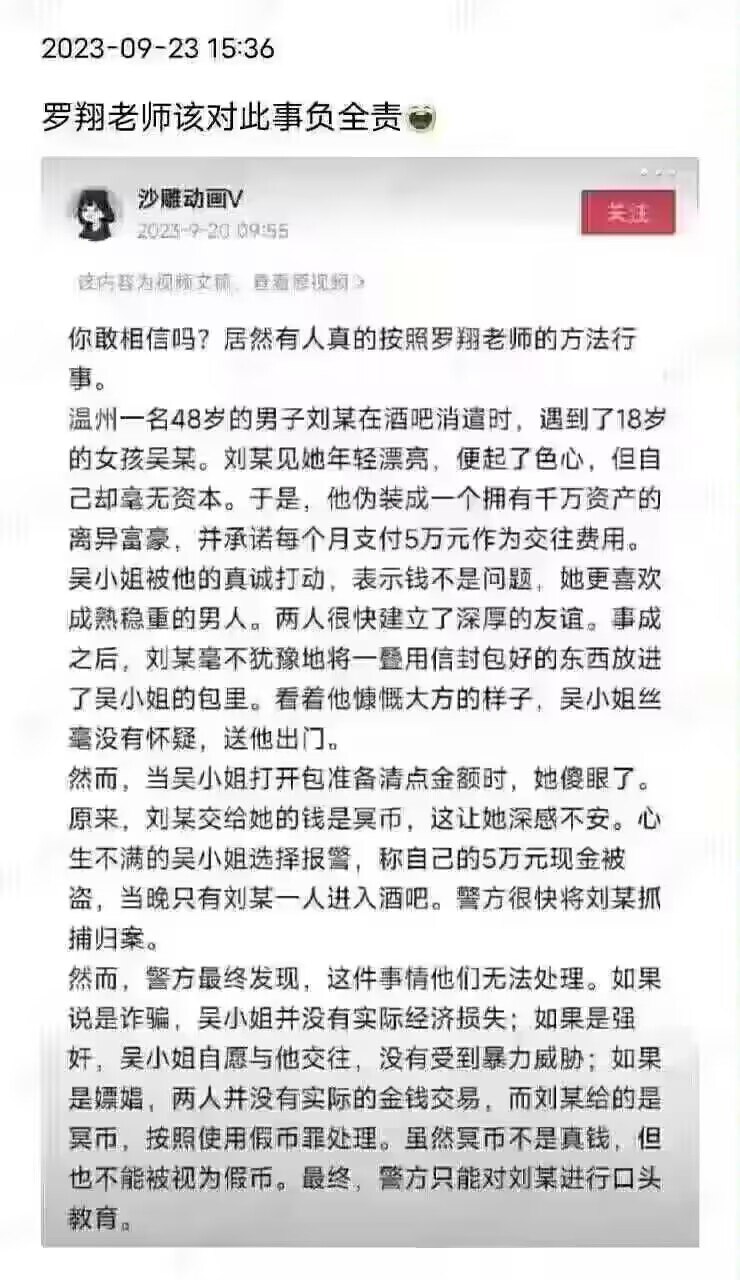 2023-09-23 15:36
罗翔老师该对此事负全责
沙雕动画V
2023-9-20 09:55
关注
该内容为视频文稿，查看原视频 >
你敢相信吗？居然有人真的按照罗翔老师的方法行
事。
温州一名48岁的男子刘某在酒吧消遣时，遇到了18岁
的女孩吴某。刘某见她年轻漂亮，便起了色心，但自
己却毫无资本。于是，他伪装成一个拥有千万资产的
离异富豪，并承诺每个月支付5万元作为交往费用。
吴小姐被他的真诚打动，表示钱不是问题，她更喜欢
成熟稳重的男人。两人很快建立了深厚的友谊。事成
之后，刘某毫不犹豫地将一叠用信封包好的东西放进
了吴小姐的包里。看着他慷慨大方的样子，吴小姐丝
毫没有怀疑，送他出门。
然而，当吴小姐打开包准备清点金额时，她傻眼了。
原来，刘某交给她的钱是冥币，这让她深感不安。心
生不满的吴小姐选择报警，称自己的5万元现金被
盗，当晚只有刘某一人进入酒吧。警方很快将刘某抓
捕归案。
然而，警方最终发现，这件事情他们无法处理。如果
说是诈骗，吴小姐并没有实际经济损失；如果是强
奸，吴小姐自愿与他交往，没有受到暴力威胁；如果
是嫖娼，两人并没有实际的金钱交易，而刘某给的是
冥币，按照使用假币罪处理。虽然冥币不是真钱，但
也不能被视为假币。最终，警方只能对刘某进行口头
教育。